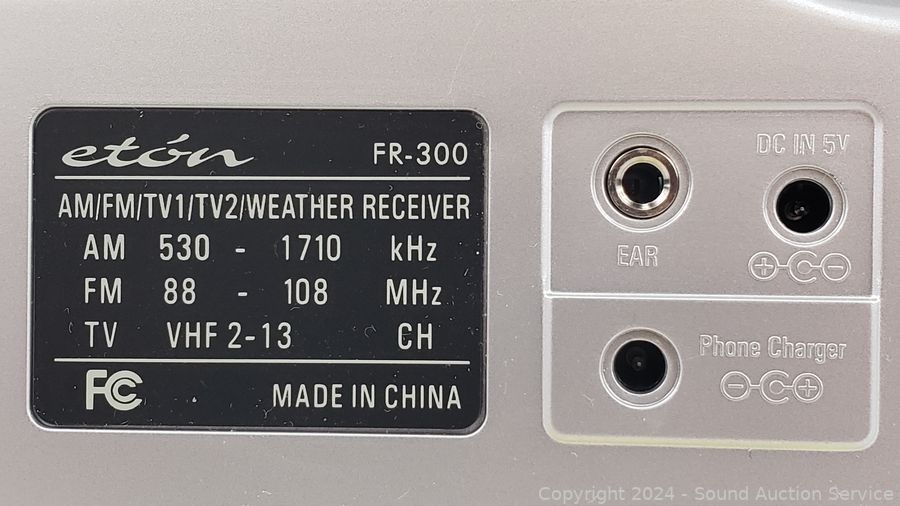 etón FR-300
AM/FM/TV1/TV2/WEATHER RECEIVER
AM 530 - 1710 kHz
FM 88 - 108 MHz
TV VHF 2-13 CH
FC MADE IN CHINA
EAR
DC IN 5V
Phone Charger
Copyright 2024 - Sound Auction Service